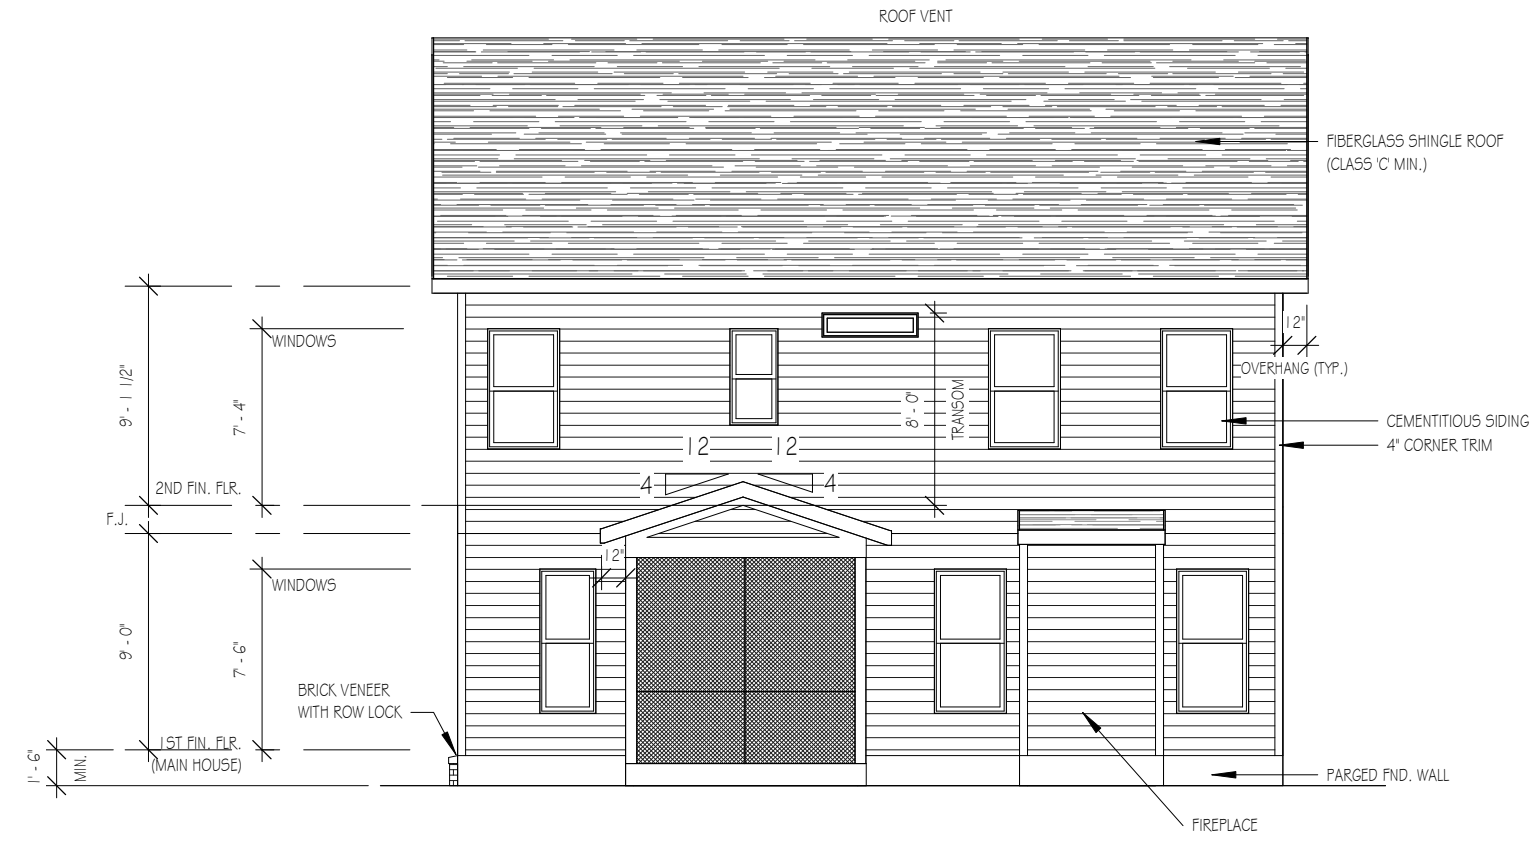 ROOF VENT
FIBERGLASS SHINGLE ROOF
(CLASS 'C' MIN.)
12"
OVERHANG (TYP.)
WINDOWS
9' - 1 1/2"
7' - 4"
8' - 0"
TRANSOM
CEMENTITIOUS SIDING
4" CORNER TRIM
12
12
4
4
2ND FIN. FLR.
F.J.
12"
WINDOWS
9' - 0"
7' - 6"
BRICK VENEER
WITH ROW LOCK
1ST FIN. FLR.
(MAIN HOUSE)
1' - 6"
MIN.
PARGED FND. WALL
FIREPLACE